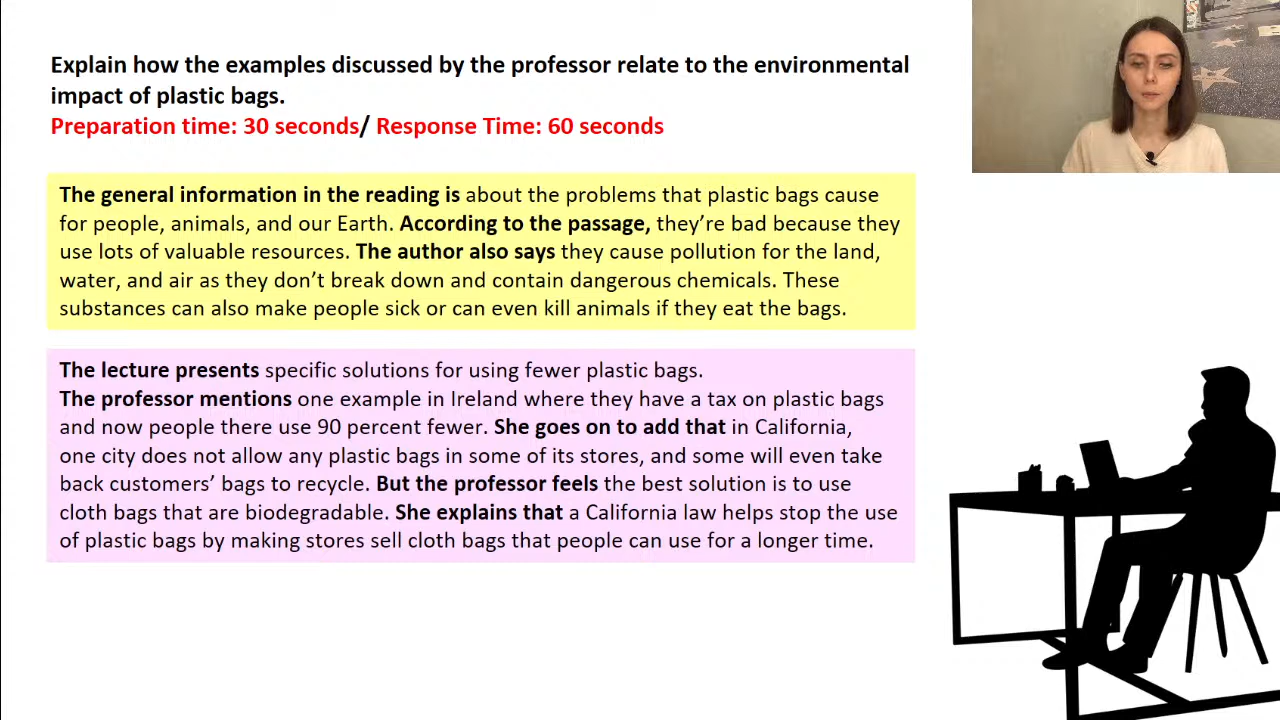 Explain how the examples discussed by the professor relate to the environmental
impact of plastic bags.
Preparation time: 30 seconds/ Response Time: 60 seconds
The general information in the reading is about the problems that plastic bags cause
for people, animals, and our Earth. According to the passage, they’re bad because they
use lots of valuable resources. The author also says they cause pollution for the land,
water, and air as they don’t break down and contain dangerous chemicals. These
substances can also make people sick or can even kill animals if they eat the bags.
The lecture presents specific solutions for using fewer plastic bags.
The professor mentions one example in Ireland where they have a tax on plastic bags
and now people there use 90 percent fewer. She goes on to add that in California,
one city does not allow any plastic bags in some of its stores, and some will even take
back customers’ bags to recycle. But the professor feels the best solution is to use
cloth bags that are biodegradable. She explains that a California law helps stop the use
of plastic bags by making stores sell cloth bags that people can use for a longer time.